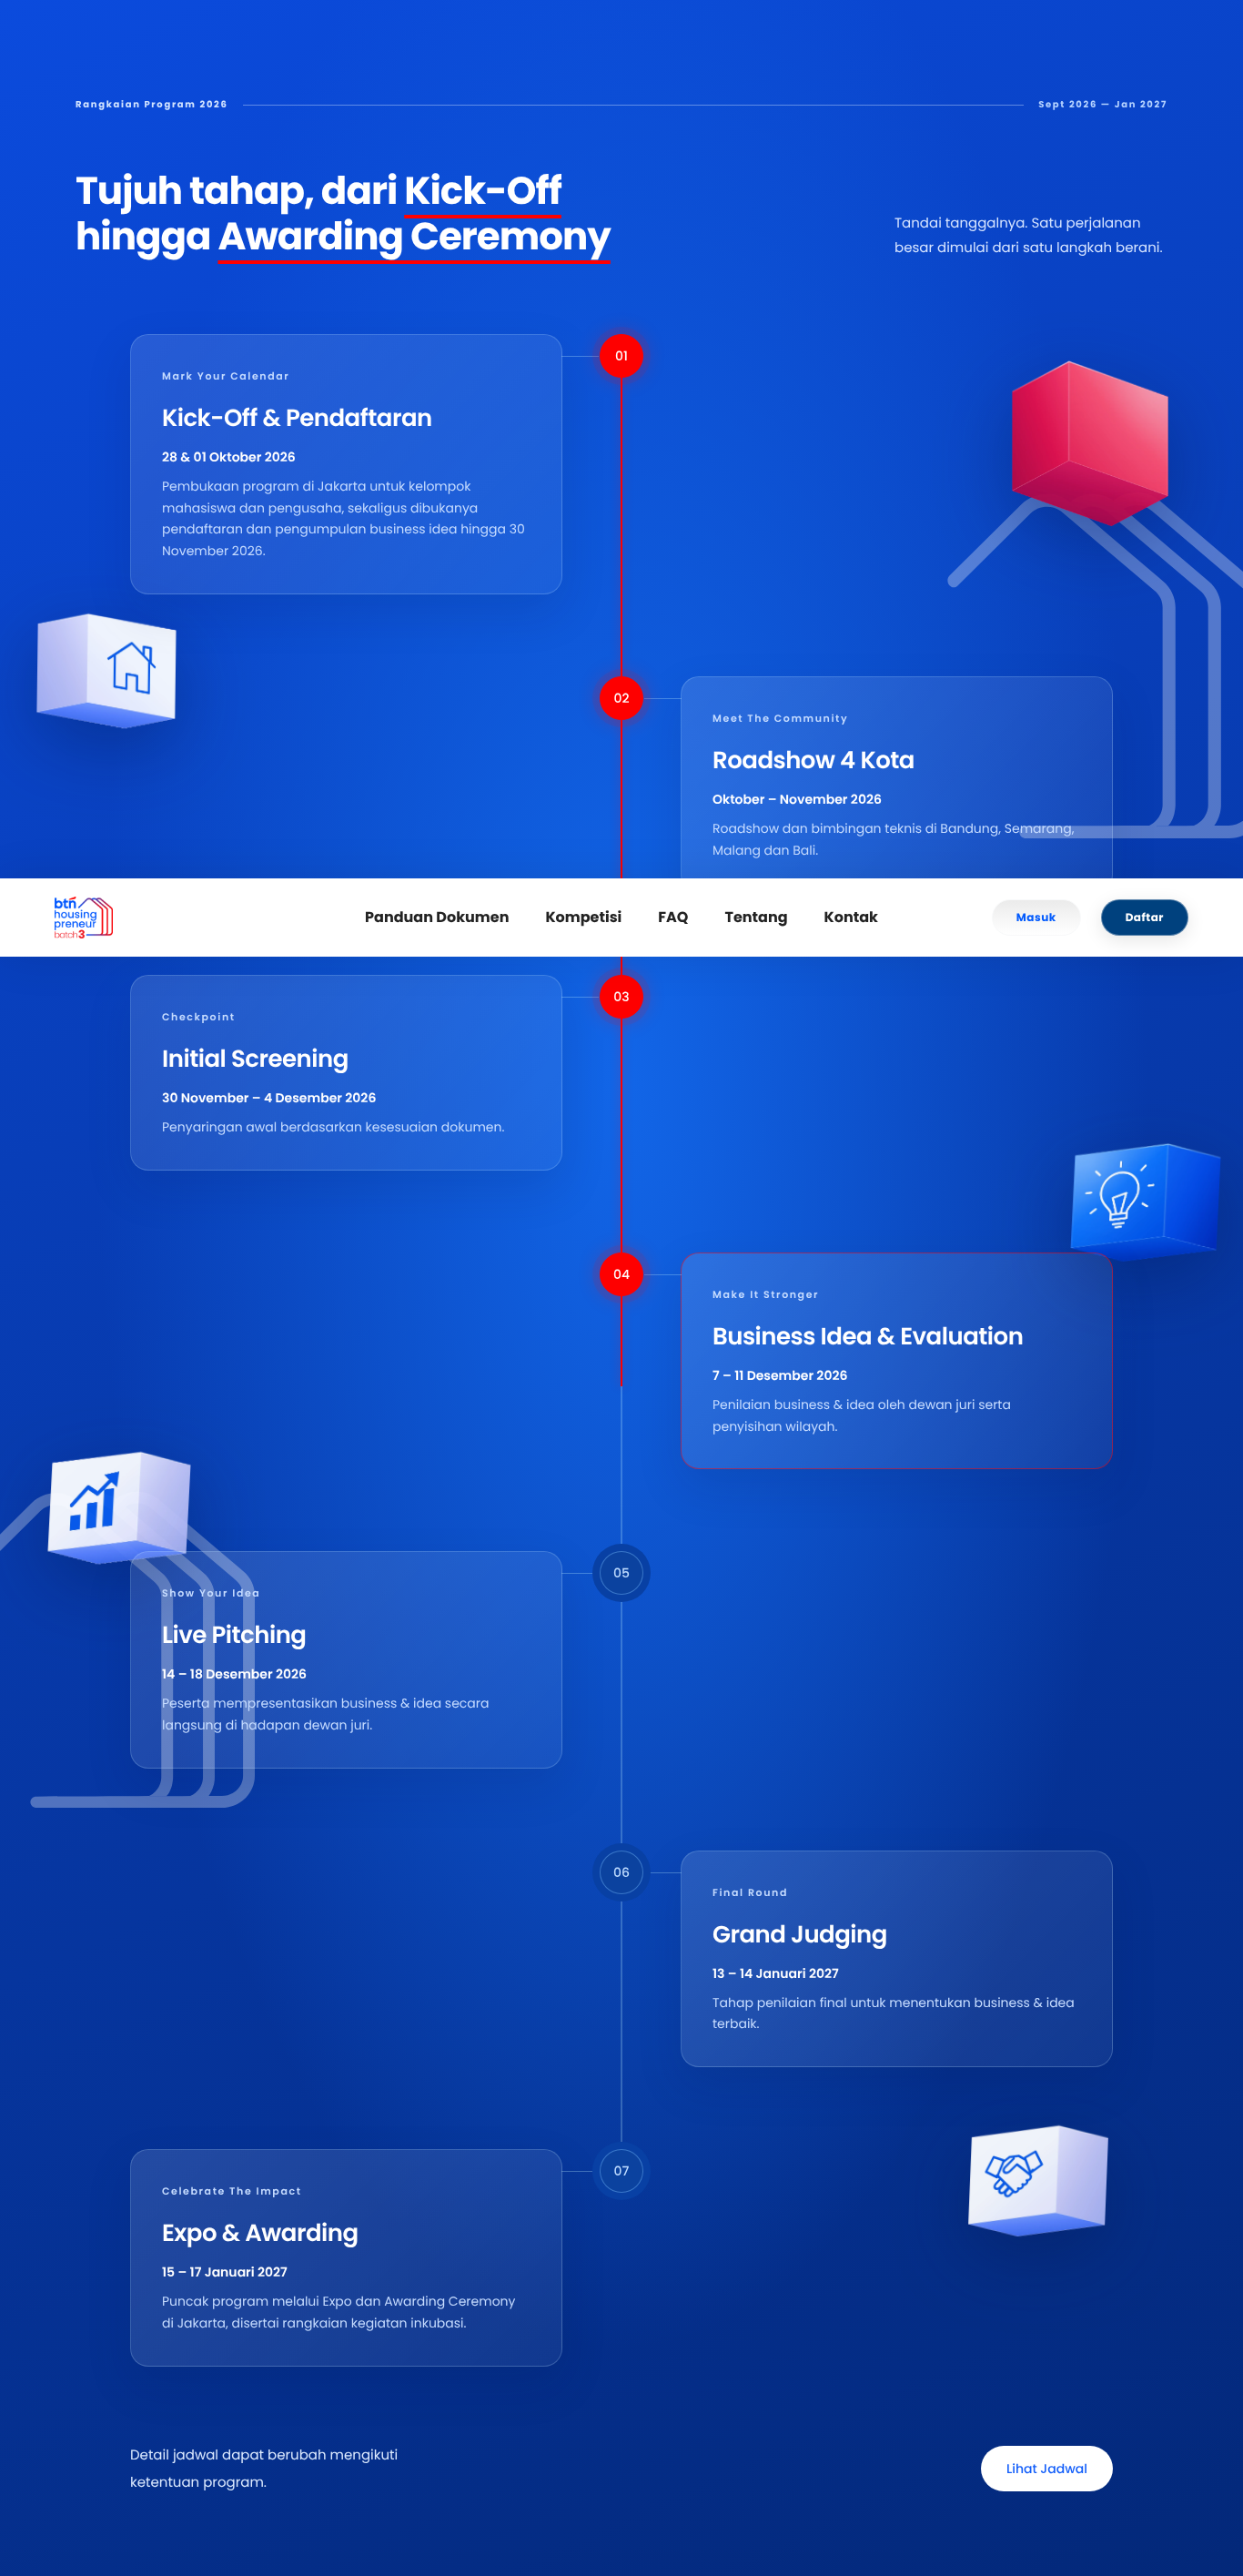 Rangkaian Program 2026
Sept 2026 — Jan 2027
Tujuh tahap, dari Kick-Off
hingga Awarding Ceremony
Tandai tanggalnya. Satu perjalanan
besar dimulai dari satu langkah berani.
01
Mark Your Calendar
Kick-Off & Pendaftaran
28 & 01 Oktober 2026
Pembukaan program di Jakarta untuk kelompok
mahasiswa dan pengusaha, sekaligus dibukanya
pendaftaran dan pengumpulan business idea hingga 30
November 2026.
02
Meet The Community
Roadshow 4 Kota
Oktober – November 2026
Roadshow dan bimbingan teknis di Bandung, Semarang,
Malang dan Bali.
btn
housing
preneur
batch 3
Panduan Dokumen
Kompetisi
FAQ
Tentang
Kontak
Masuk
Daftar
03
Checkpoint
Initial Screening
30 November – 4 Desember 2026
Penyaringan awal berdasarkan kesesuaian dokumen.
04
Make It Stronger
Business Idea & Evaluation
7 – 11 Desember 2026
Penilaian business & idea oleh dewan juri serta
penyisihan wilayah.
05
Show Your Idea
Live Pitching
14 – 18 Desember 2026
Peserta mempresentasikan business & idea secara
langsung di hadapan dewan juri.
06
Final Round
Grand Judging
13 – 14 Januari 2027
Tahap penilaian final untuk menentukan business & idea
terbaik.
07
Celebrate The Impact
Expo & Awarding
15 – 17 Januari 2027
Puncak program melalui Expo dan Awarding Ceremony
di Jakarta, disertai rangkaian kegiatan inkubasi.
Detail jadwal dapat berubah mengikuti
ketentuan program.
Lihat Jadwal